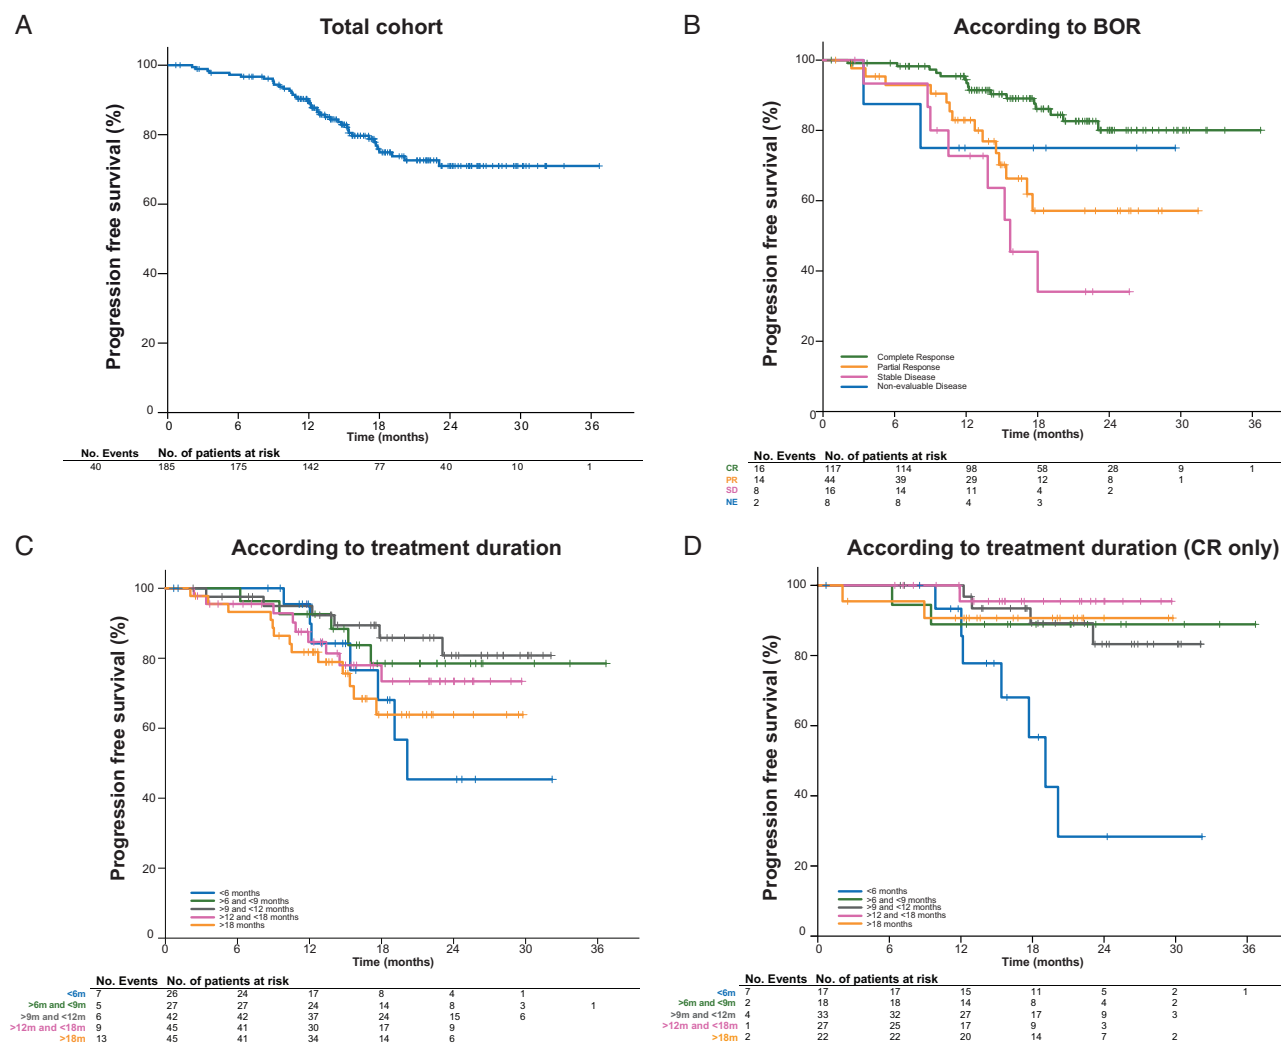 A
Total cohort
Progression free survival (%)
100
80
60
40
20
0
0 6 12 18 24 30 36
Time (months)
No. Events No. of patients at risk
40 185 175 142 77 40 10 1
B
According to BOR
Progression free survival (%)
100
80
60
40
20
0
Complete Response
Partial Response
Stable Disease
Non-evaluable Disease
0 6 12 18 24 30 36
Time (months)
No. Events No. of patients at risk
CR 16 117 114 98 58 28 9 1
PR 14 44 39 29 12 8 1
SD 8 16 14 11 4 2
NE 2 8 8 4 3
C
According to treatment duration
Progression free survival (%)
100
80
60
40
20
0
<6 months
>6 and <9 months
>9 and <12 months
>12 and <18 months
>18 months
0 6 12 18 24 30 36
Time (months)
No. Events No. of patients at risk
<6m 7 26 24 17 8 4 1
>6m and <9m 5 27 27 24 14 8 3 1
>9m and <12m 6 42 42 37 24 15 6
>12m and <18m 9 45 41 30 17 9
>18m 13 45 41 34 14 6
D
According to treatment duration (CR only)
Progression free survival (%)
100
80
60
40
20
0
<6 months
>6 and <9 months
>9 and <12 months
>12 and <18 months
>18 months
0 6 12 18 24 30 36
Time (months)
No. Events No. of patients at risk
<6m 7 17 17 15 11 5 2 1
>6m and <9m 2 18 18 14 8 4 2
>9m and <12m 4 33 32 27 17 9 3
>12m and <18m 1 27 25 17 9 3
>18m 2 22 22 20 14 7 2